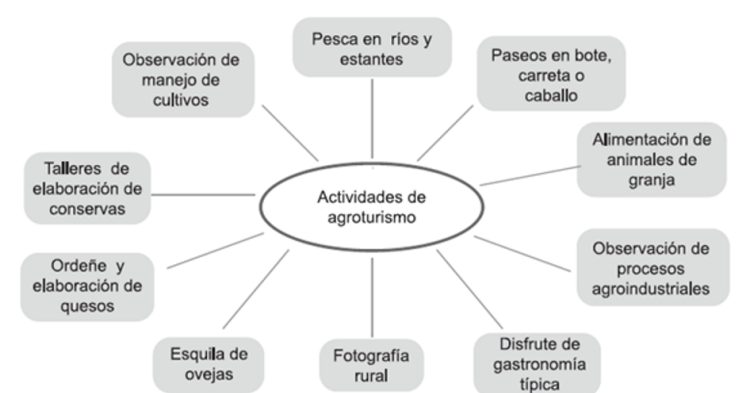 Pesca en ríos y
estantes
Observación de
manejo de
cultivos
Paseos en bote,
carreta o
caballo
Alimentación de
animales de
granja
Talleres de
elaboración de
conservas
Actividades de
agroturismo
Ordeñe y
elaboración de
quesos
Observación de
procesos
agroindustriales
Esquila de
ovejas
Fotografía
rural
Disfrute de
gastronomía
típica